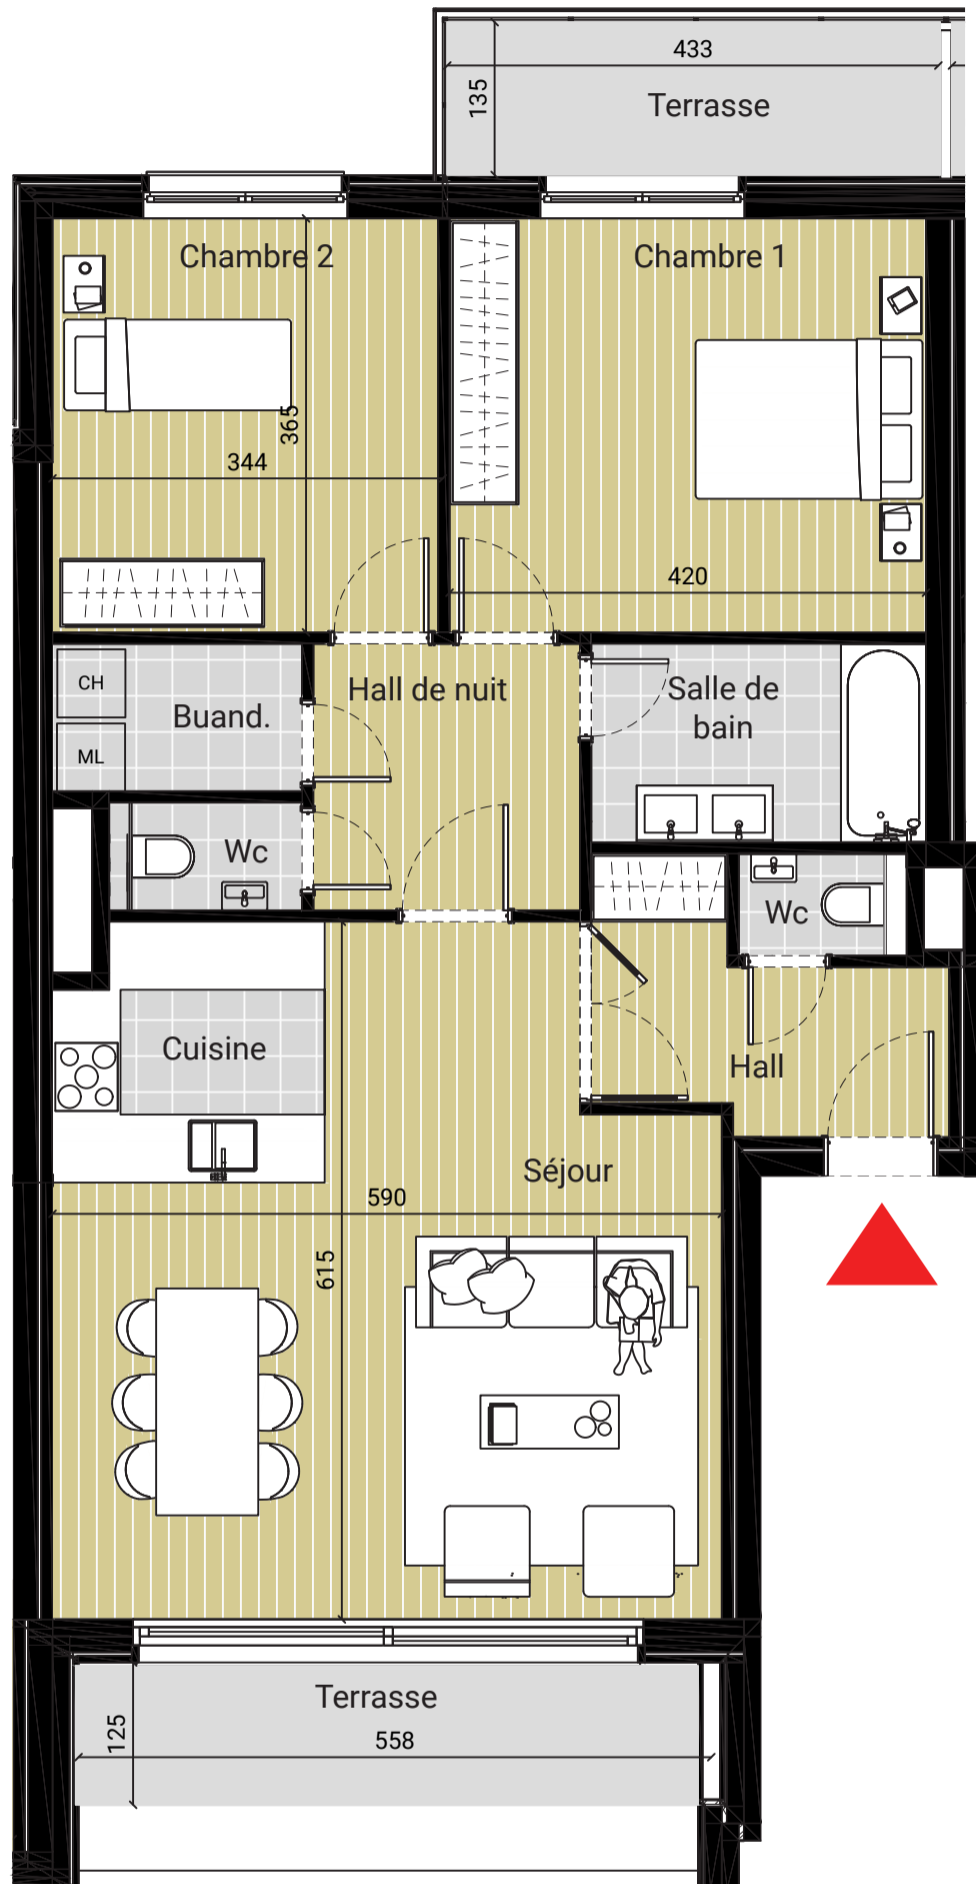 433
135
Terrasse
Chambre 2
Chambre 1
365
344
420
CH
Buand.
ML
Hall de nuit
Salle de
bain
Wc
Wc
Cuisine
Hall
Séjour
590
615
Terrasse
125
558